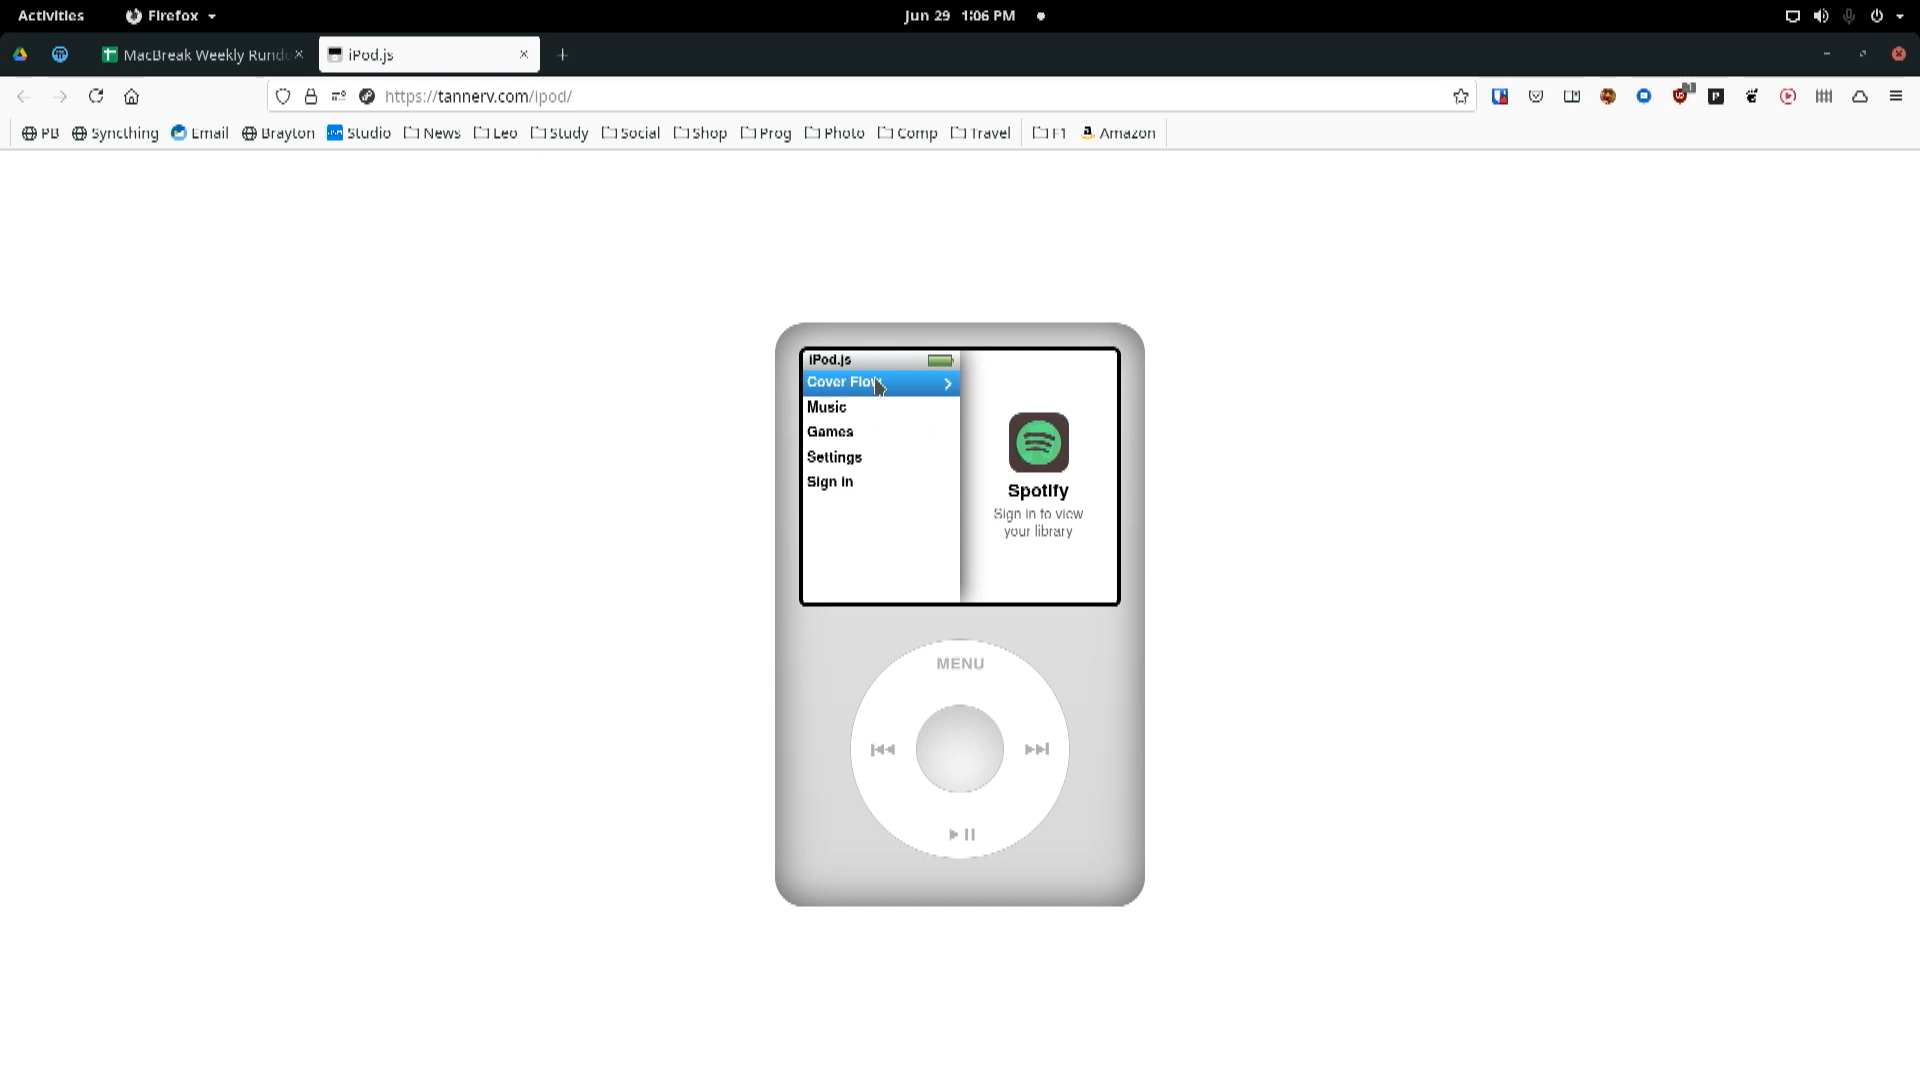 Activities Firefox Jun 29 1:06 PM
MacBreak Weekly Rund iPod.js
https://tannerv.com/ipod/
PB Syncthing Email Brayton Studio News Leo Study Social Shop Prog Photo Comp Travel F1 Amazon
iPod.js
Cover Flow
Music
Games
Settings
Sign in
Spotify
Sign in to view
your library
MENU